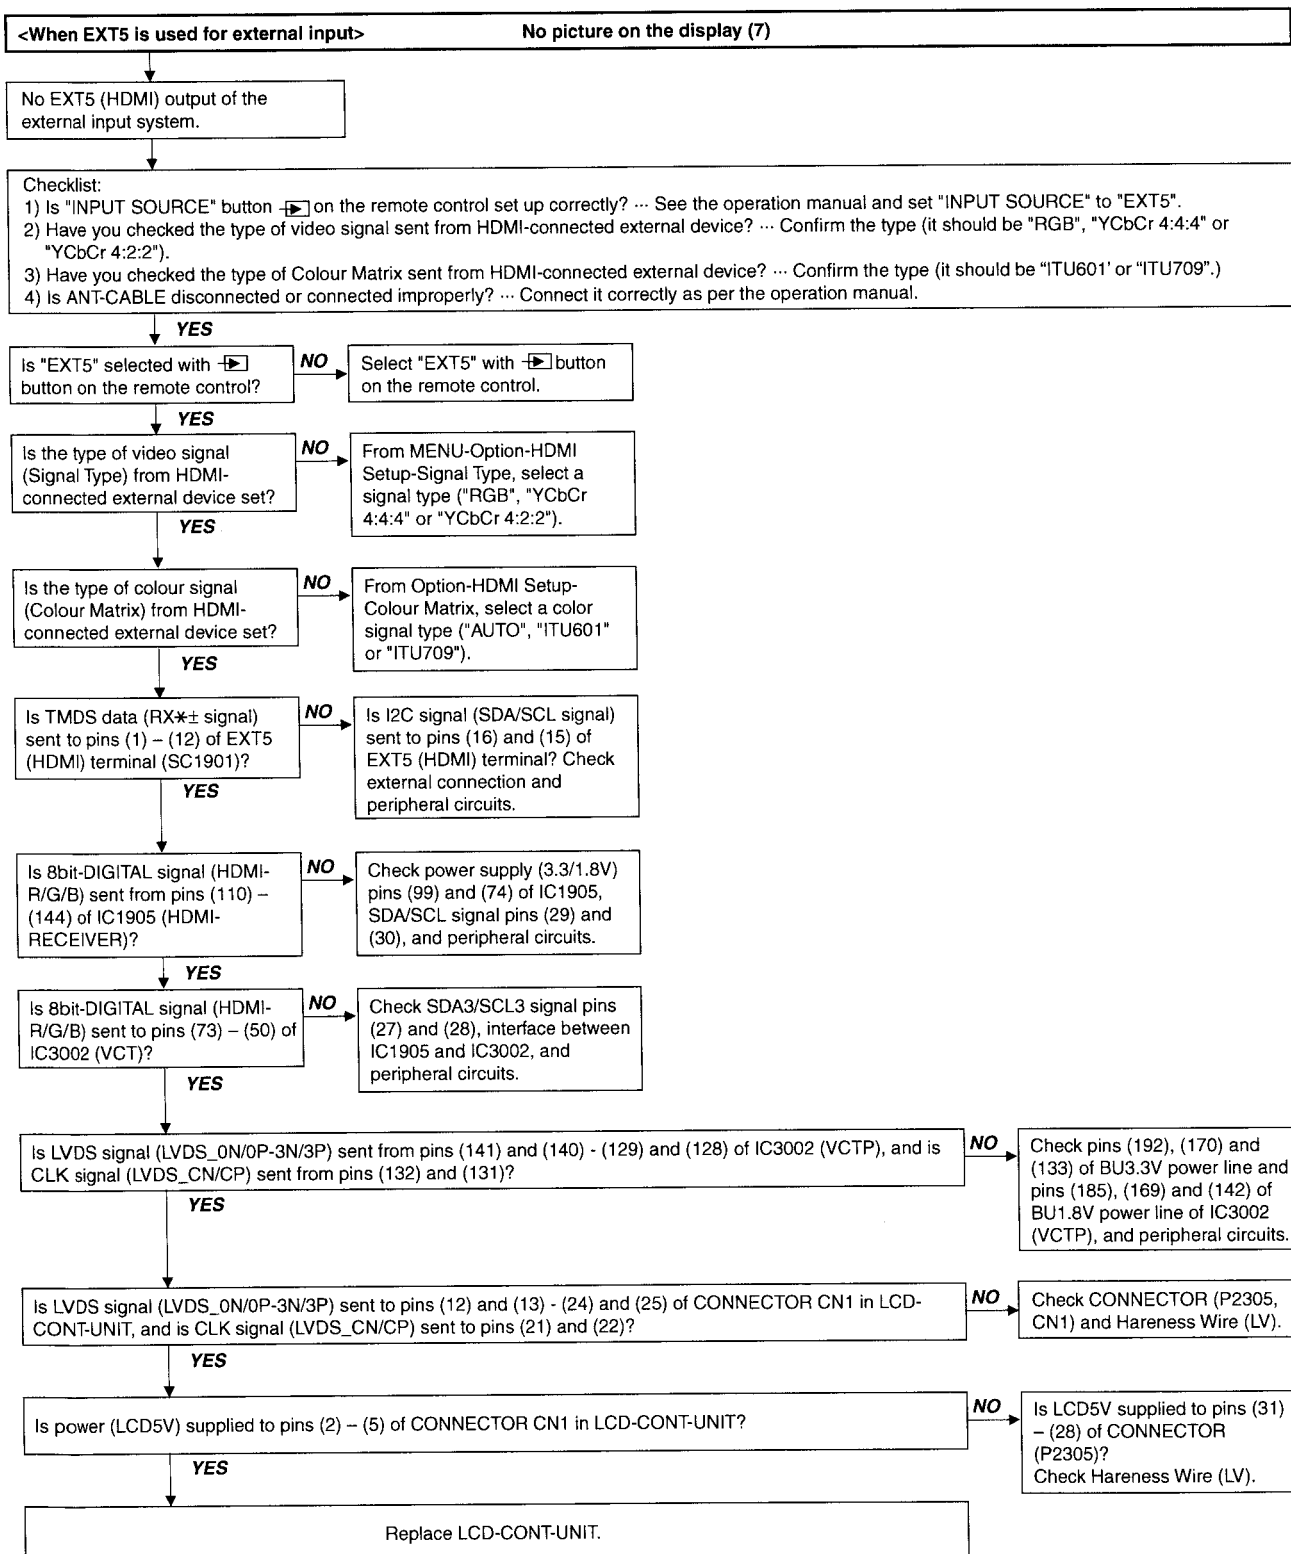 <When EXT5 is used for external input> No picture on the display (7)
No EXT5 (HDMI) output of the
external input system.
Checklist:
1) Is "INPUT SOURCE" button on the remote control set up correctly? ··· See the operation manual and set "INPUT SOURCE" to "EXT5".
2) Have you checked the type of video signal sent from HDMI-connected external device? ··· Confirm the type (it should be "RGB", "YCbCr 4:4:4" or
"YCbCr 4:2:2").
3) Have you checked the type of Colour Matrix sent from HDMI-connected external device? ··· Confirm the type (it should be "ITU601' or "ITU709".)
4) Is ANT-CABLE disconnected or connected improperly? ··· Connect it correctly as per the operation manual.
YES
Is "EXT5" selected with
button on the remote control?
NO
Select "EXT5" with button
on the remote control.
YES
Is the type of video signal
(Signal Type) from HDMI-
connected external device set?
NO
From MENU-Option-HDMI
Setup-Signal Type, select a
signal type ("RGB", "YCbCr
4:4:4" or "YCbCr 4:2:2").
YES
Is the type of colour signal
(Colour Matrix) from HDMI-
connected external device set?
NO
From Option-HDMI Setup-
Colour Matrix, select a color
signal type ("AUTO", "ITU601"
or "ITU709").
YES
Is TMDS data (RX*± signal)
sent to pins (1) – (12) of EXT5
(HDMI) terminal (SC1901)?
NO
Is I2C signal (SDA/SCL signal)
sent to pins (16) and (15) of
EXT5 (HDMI) terminal? Check
external connection and
peripheral circuits.
YES
Is 8bit-DIGITAL signal (HDMI-
R/G/B) sent from pins (110) –
(144) of IC1905 (HDMI-
RECEIVER)?
NO
Check power supply (3.3/1.8V)
pins (99) and (74) of IC1905,
SDA/SCL signal pins (29) and
(30), and peripheral circuits.
YES
Is 8bit-DIGITAL signal (HDMI-
R/G/B) sent to pins (73) – (50) of
IC3002 (VCT)?
NO
Check SDA3/SCL3 signal pins
(27) and (28), interface between
IC1905 and IC3002, and
peripheral circuits.
YES
Is LVDS signal (LVDS_0N/0P-3N/3P) sent from pins (141) and (140) - (129) and (128) of IC3002 (VCTP), and is
CLK signal (LVDS_CN/CP) sent from pins (132) and (131)?
NO
Check pins (192), (170) and
(133) of BU3.3V power line and
pins (185), (169) and (142) of
BU1.8V power line of IC3002
(VCTP), and peripheral circuits.
YES
Is LVDS signal (LVDS_0N/0P-3N/3P) sent to pins (12) and (13) - (24) and (25) of CONNECTOR CN1 in LCD-
CONT-UNIT, and is CLK signal (LVDS_CN/CP) sent to pins (21) and (22)?
NO
Check CONNECTOR (P2305,
CN1) and Hareness Wire (LV).
YES
Is power (LCD5V) supplied to pins (2) – (5) of CONNECTOR CN1 in LCD-CONT-UNIT?
NO
Is LCD5V supplied to pins (31)
– (28) of CONNECTOR
(P2305)?
Check Hareness Wire (LV).
YES
Replace LCD-CONT-UNIT.